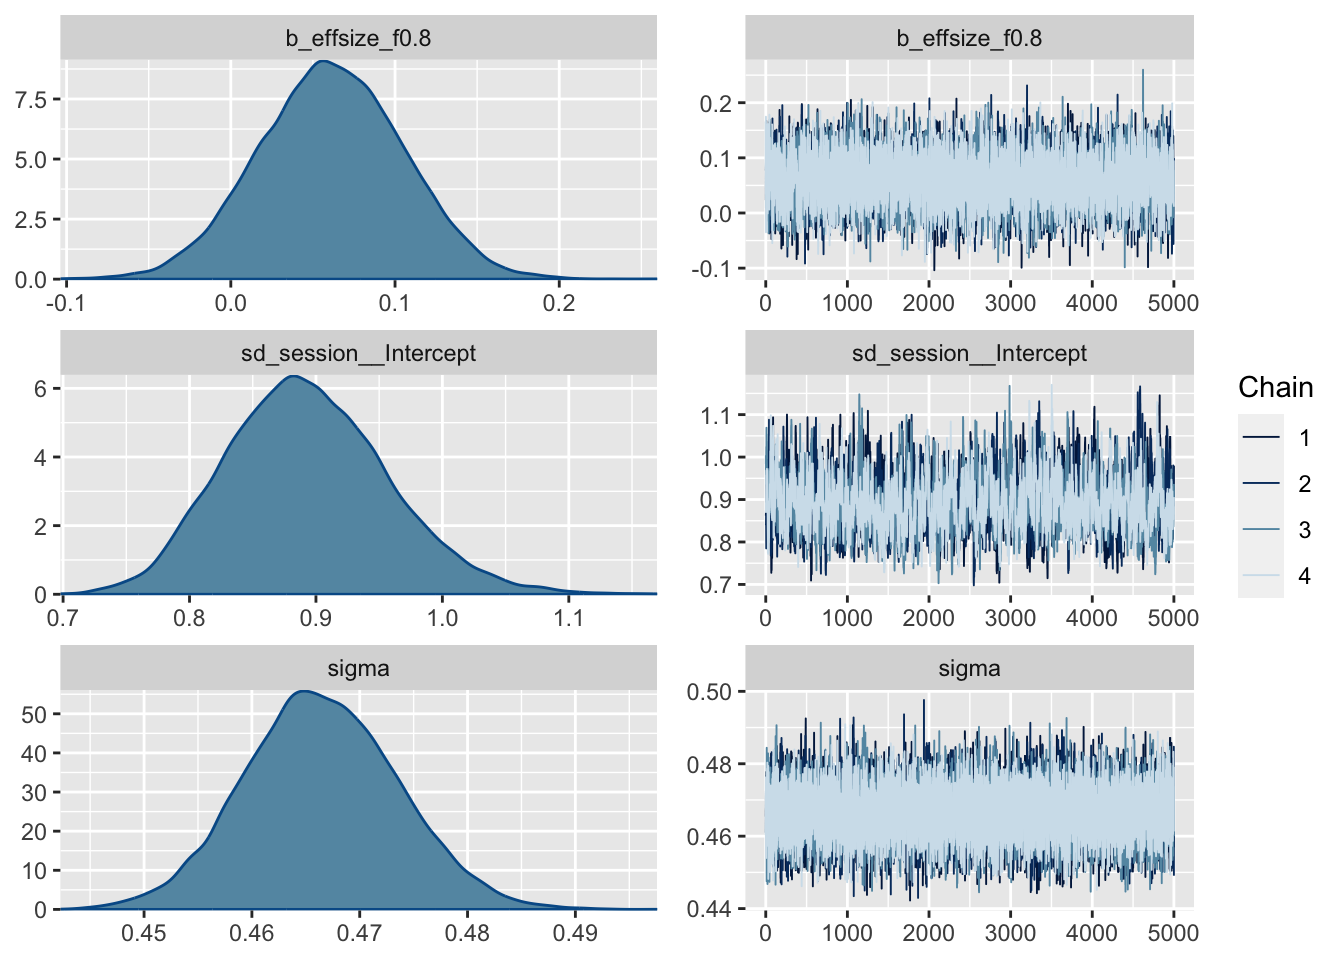 b_effsize_f0.8
7.5
5.0
2.5
0.0
-0.1 0.0 0.1 0.2
b_effsize_f0.8
0.2
0.1
0.0
-0.1
0 1000 2000 3000 4000 5000
sd_session__Intercept
6
4
2
0
0.7 0.8 0.9 1.0 1.1
sd_session__Intercept
1.1
1.0
0.9
0.8
0.7
0 1000 2000 3000 4000 5000
sigma
50
40
30
20
10
0
0.45 0.46 0.47 0.48 0.49
sigma
0.50
0.48
0.46
0.44
0 1000 2000 3000 4000 5000
Chain
1
2
3
4